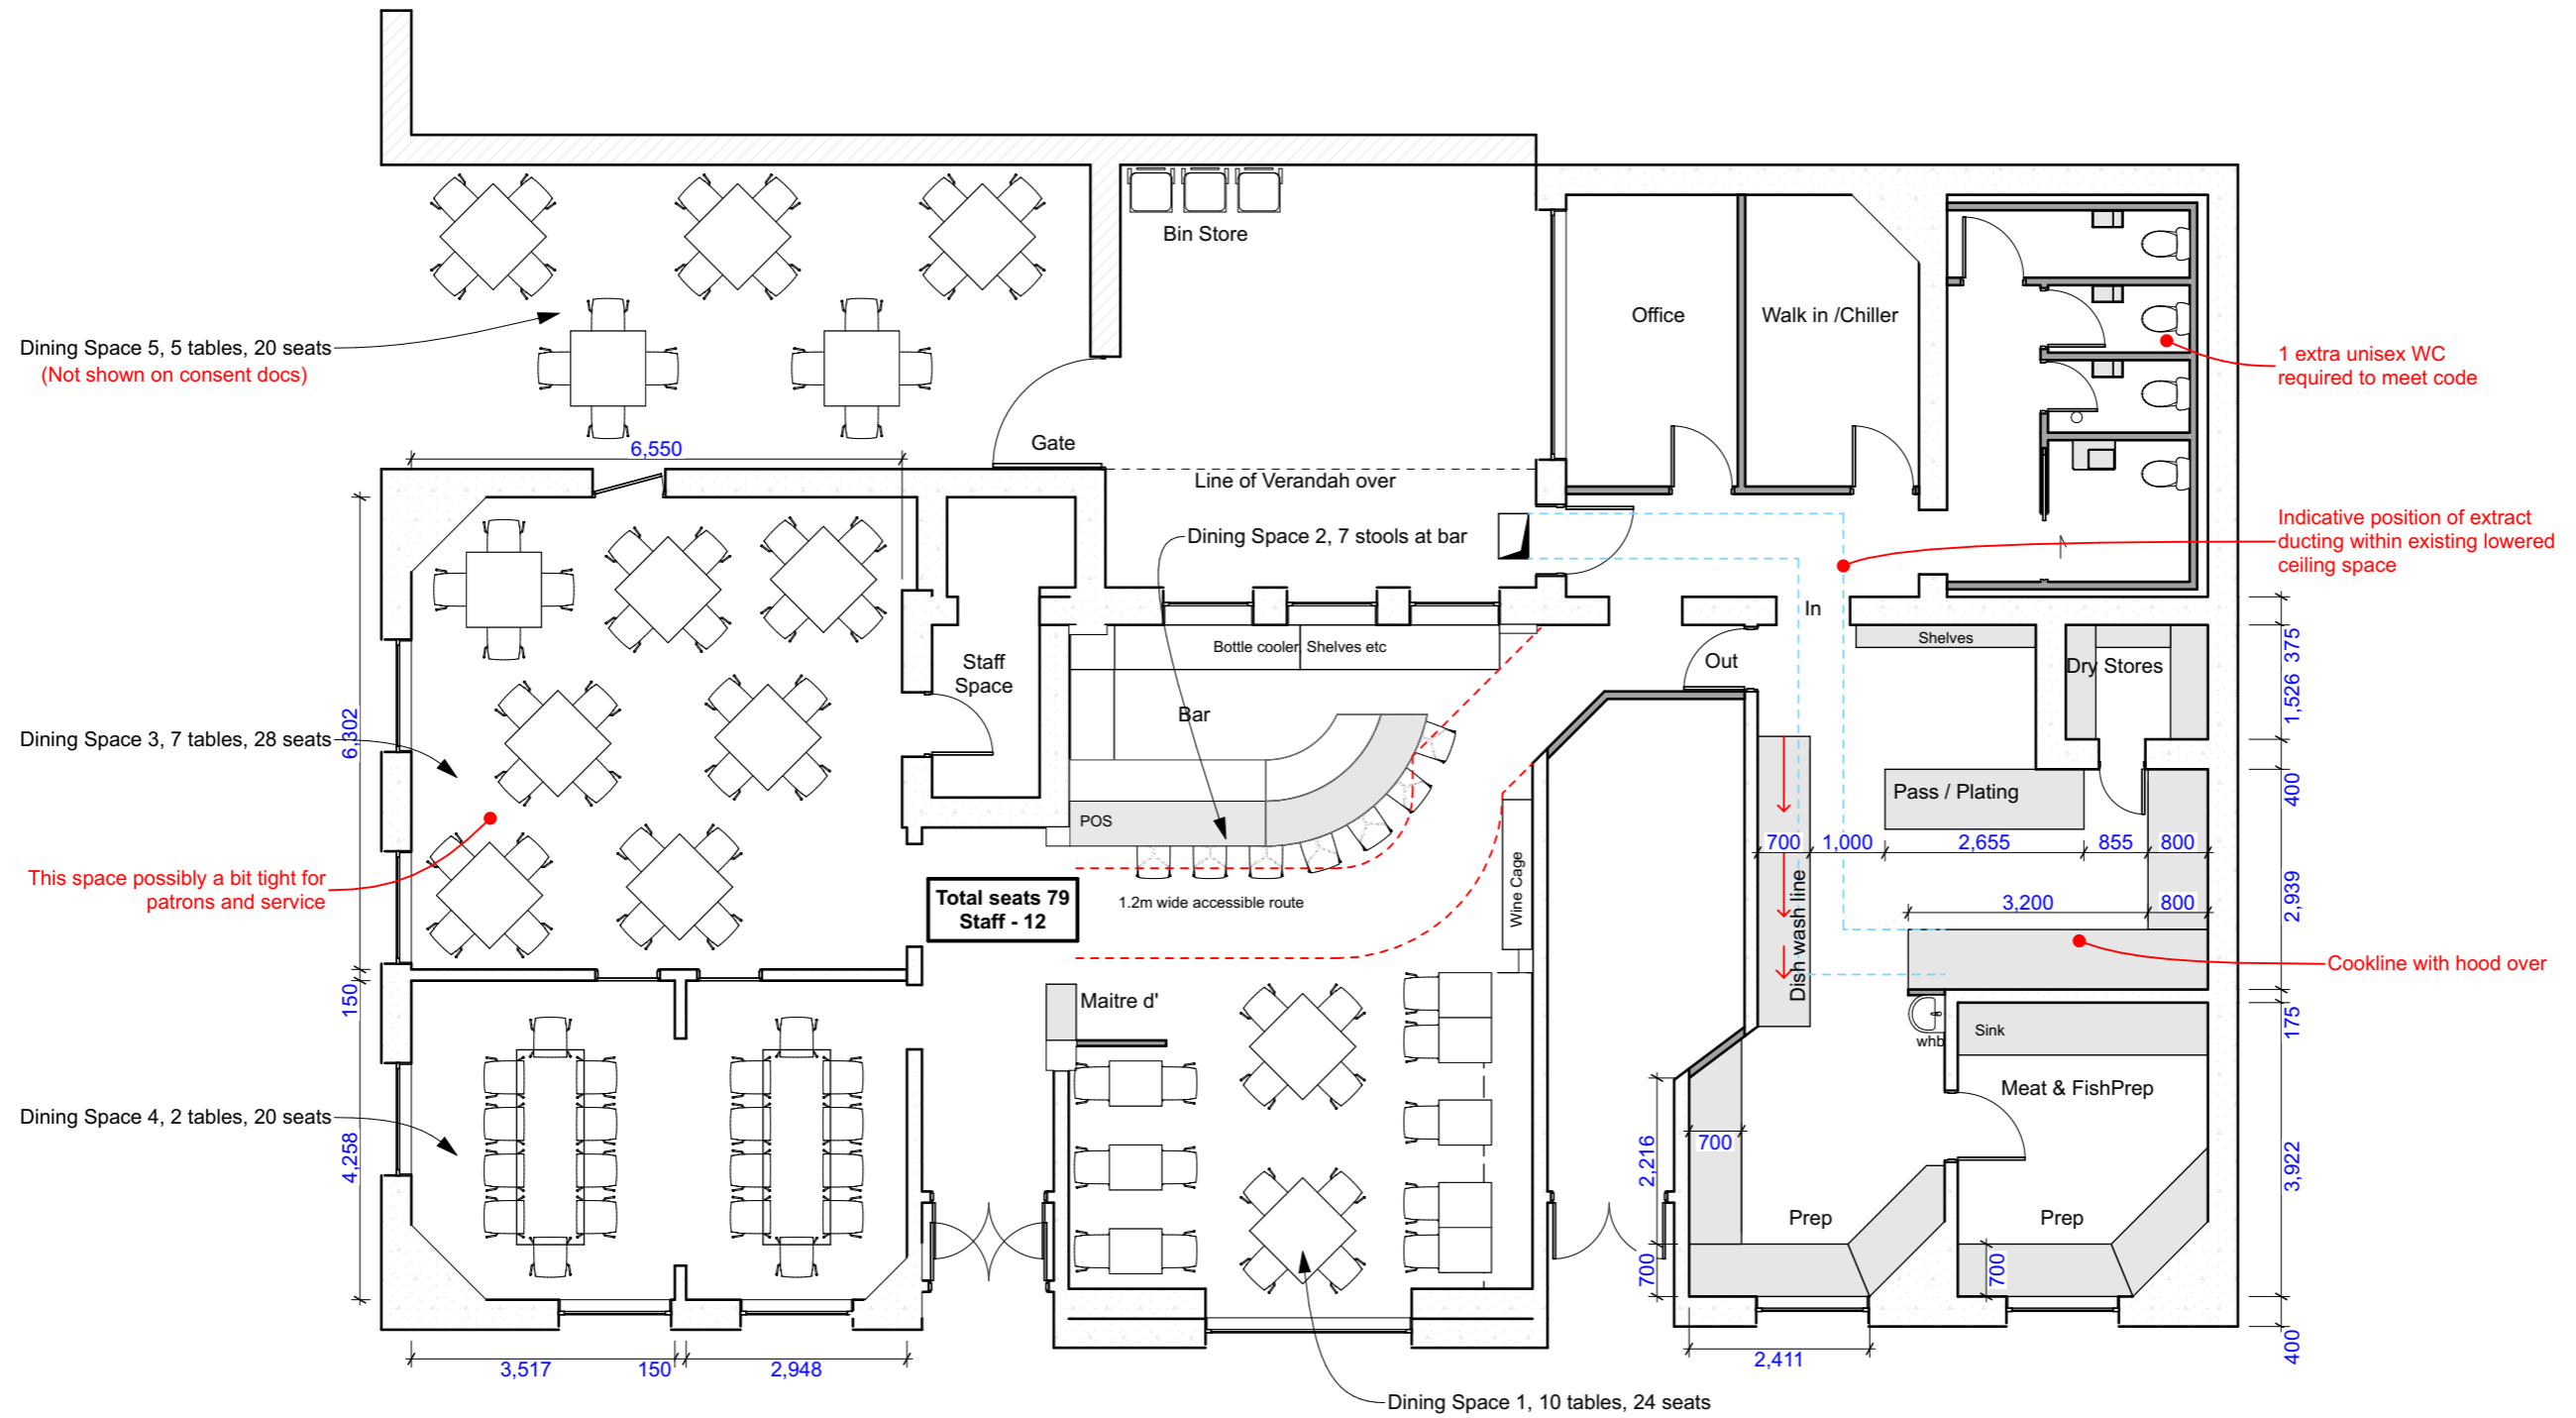 Bin Store
Office
Walk in /Chiller
Dining Space 5, 5 tables, 20 seats
(Not shown on consent docs)
1 extra unisex WC
required to meet code
6,550
Gate
Line of Verandah over
Dining Space 2, 7 stools at bar
Indicative position of extract
ducting within existing lowered
ceiling space
In
Bottle cooler
Shelves etc
Shelves
Staff
Space
Out
Dry Stores
375
1,526
Bar
6,302
Dining Space 3, 7 tables, 28 seats
Pass / Plating
400
POS
700
1,000
2,655
855
800
This space possibly a bit tight for
patrons and service
Total seats 79
Staff - 12
1.2m wide accessible route
Wine Cage
Dish wash line
3,200
800
2,939
Cookline with hood over
150
Maitre d'
whb
Sink
175
Meat & FishPrep
Dining Space 4, 2 tables, 20 seats
4,258
2,216
700
3,922
Prep
Prep
700
700
400
3,517
150
2,948
2,411
Dining Space 1, 10 tables, 24 seats